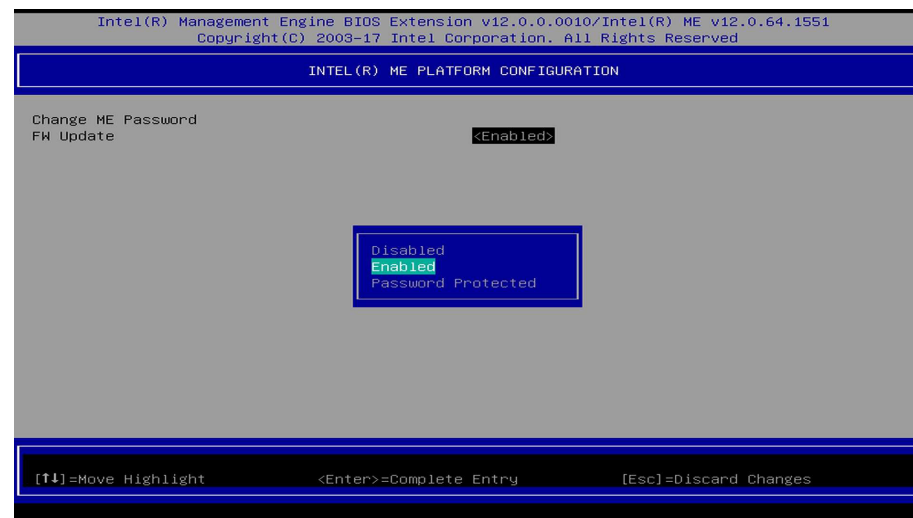 Intel(R) Management Engine BIOS Extension v12.0.0.0010/Intel(R) ME v12.0.64.1551
Copyright(C) 2003-17 Intel Corporation. All Rights Reserved
INTEL(R) ME PLATFORM CONFIGURATION
Change ME Password
FW Update <Enabled>
Disabled
Enabled
Password Protected
[↑↓]=Move Highlight <Enter>=Complete Entry [Esc]=Discard Changes